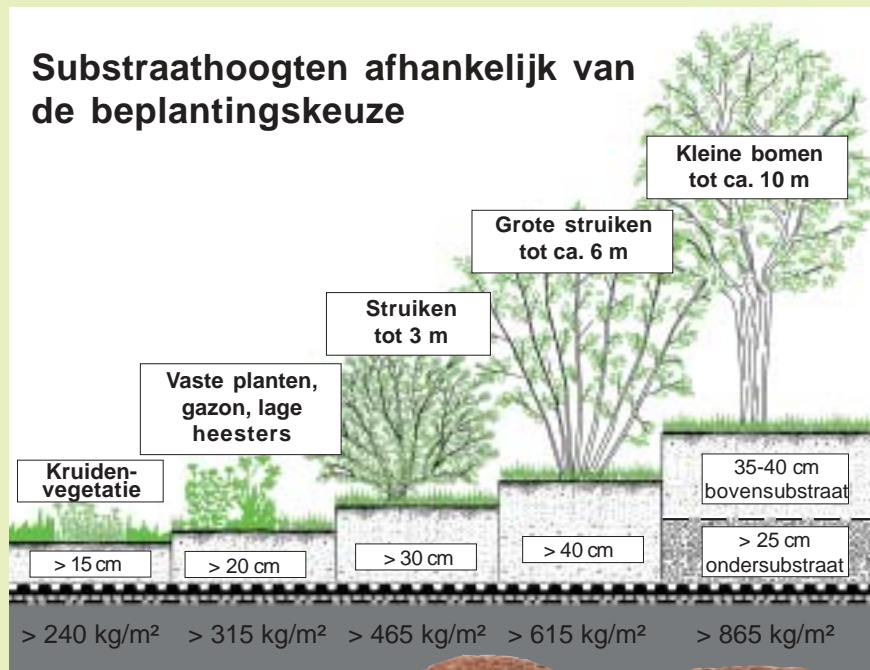 Substraathoogten afhankelijk van
de beplantingskeuze
Kleine bomen
tot ca. 10 m
Grote struiken
tot ca. 6 m
Struiken
tot 3 m
Vaste planten,
gazon, lage
heesters
Kruiden-
vegetatie
> 15 cm
> 20 cm
> 30 cm
> 40 cm
35-40 cm
bovensubstraat
> 25 cm
ondersubstraat
> 240 kg/m²
> 315 kg/m²
> 465 kg/m²
> 615 kg/m²
> 865 kg/m²